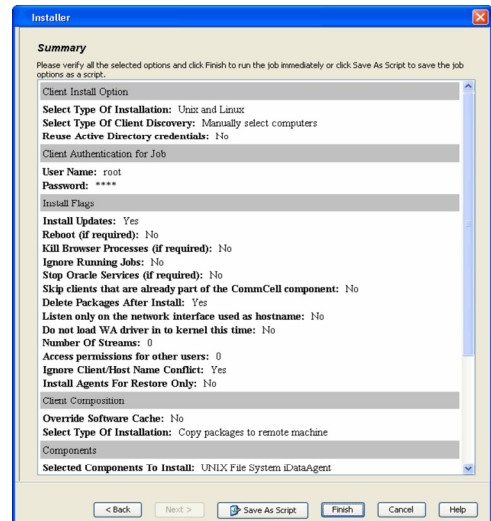 Installer
Summary
Please verify all the selected options and click Finish to run the job immediately or click Save As Script to save the job
options as a script.
Client Install Option
Select Type Of Installation: Unix and Linux
Select Type Of Client Discovery: Manually select computers
Reuse Active Directory credentials: No
Client Authentication for Job
User Name: root
Password: ****
Install Flags
Install Updates: Yes
Reboot (if required): No
Kill Browser Processes (if required): No
Ignore Running Jobs: No
Stop Oracle Services (if required): No
Skip clients that are already part of the CommCell component: No
Delete Packages After Install: Yes
Listen only on the network interface used as hostname: No
Do not load WA driver in to kernel this time: No
Number Of Streams: 0
Access permissions for other users: 0
Ignore Client/Host Name Conflict: Yes
Install Agents For Restore Only: No
Client Composition
Override Software Cache: No
Select Type Of Installation: Copy packages to remote machine
Components
Selected Components To Install: UNIX File System iDataAgent
< Back Next > Save As Script Finish Cancel Help